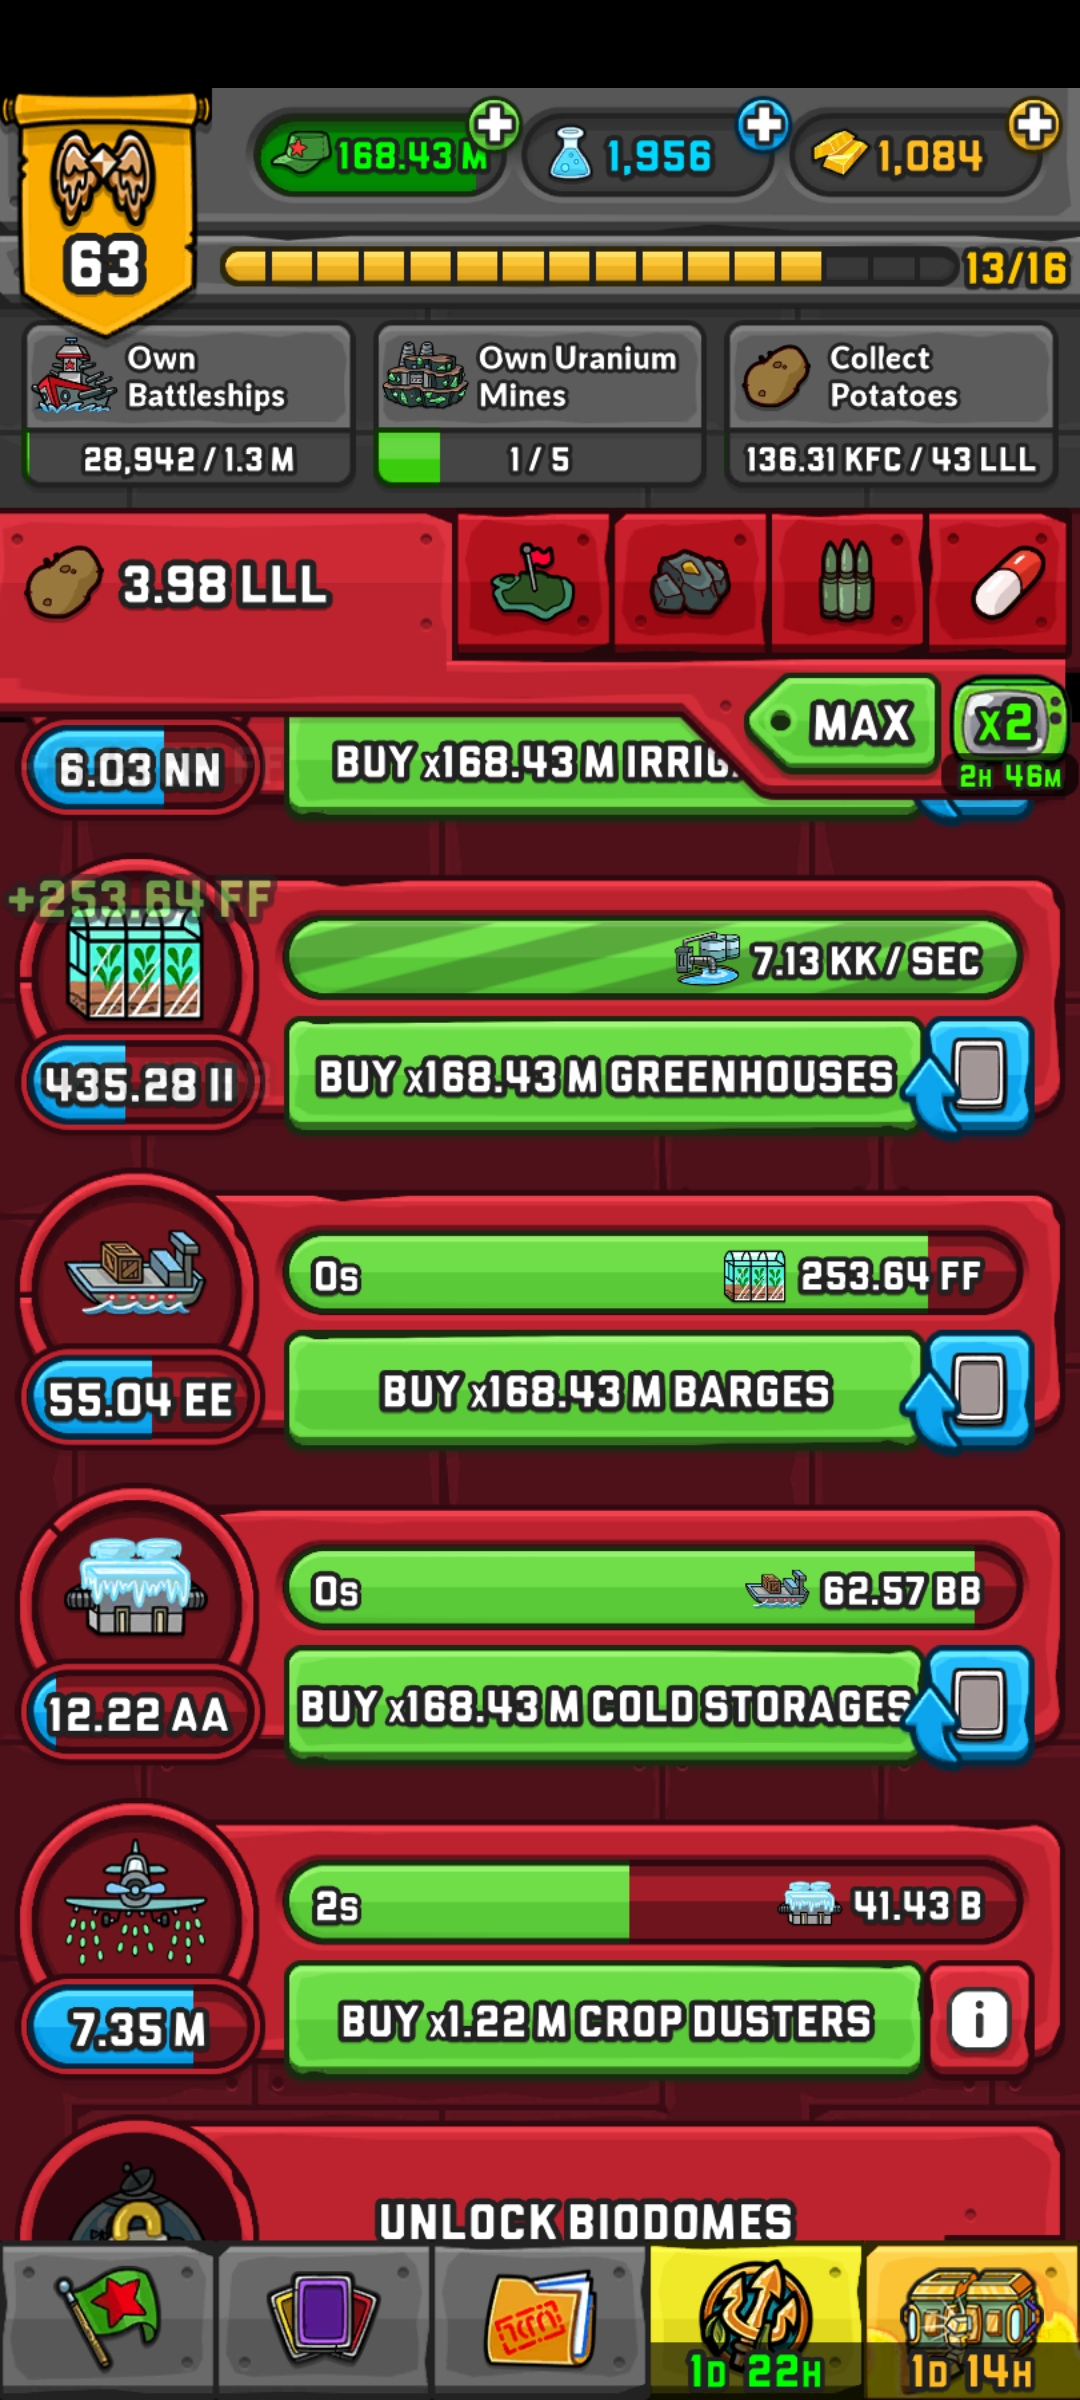 168.43 M
1,956
1,084
63
13/16
Own
Battleships
28,942 / 1.3 M
Own Uranium
Mines
1 / 5
Collect
Potatoes
136.31 KFC / 43 LLL
3.98 LLL
MAX
x2
2H 46M
6.03 NN
BUY x168.43 M IRRIG.
+253.64 FF
7.13 KK / SEC
435.28 II
BUY x168.43 M GREENHOUSES
0s
253.64 FF
55.04 EE
BUY x168.43 M BARGES
0s
62.57 BB
12.22 AA
BUY x168.43 M COLD STORAGES
2s
41.43 B
7.35 M
BUY x1.22 M CROP DUSTERS
i
UNLOCK BIODOMES
1D 22H
1D 14H